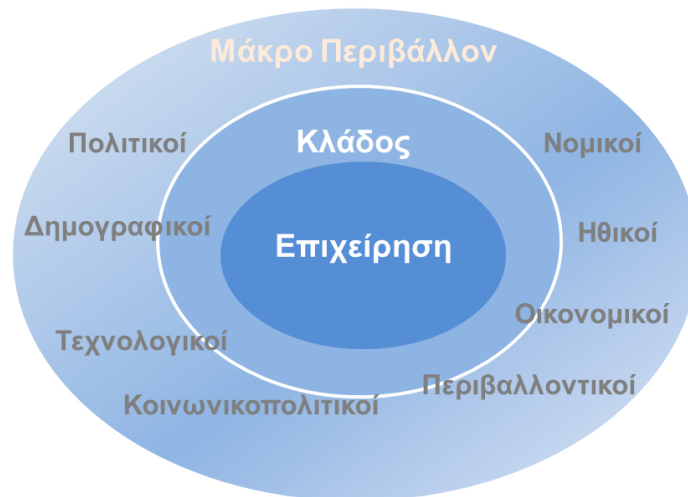 Μάκρο Περιβάλλον
Πολιτικοί
Κλάδος
Νομικοί
Δημογραφικοί
Επιχείρηση
Ηθικοί
Οικονομικοί
Τεχνολογικοί
Περιβαλλοντικοί
Κοινωνικοπολιτικοί